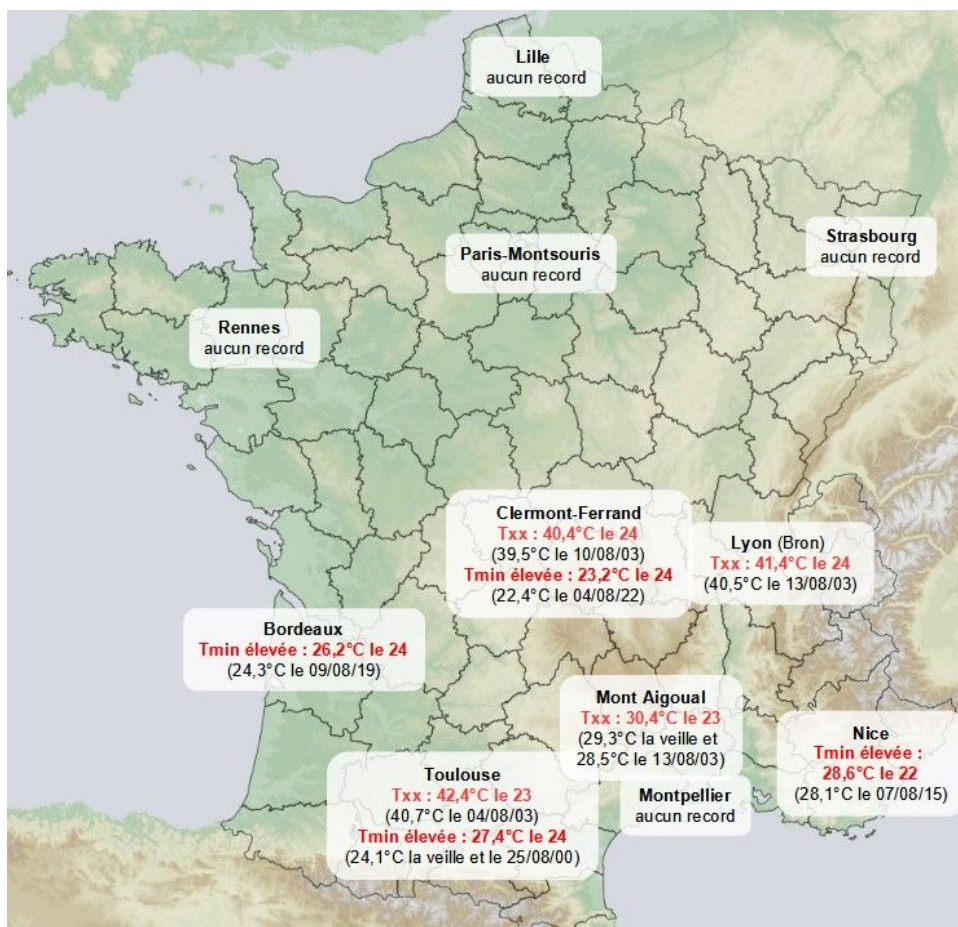 Lille
aucun record
Paris-Montsouris
aucun record
Strasbourg
aucun record
Rennes
aucun record
Clermont-Ferrand
Txx : 40,4°C le 24
(39,5°C le 10/08/03)
Tmin élevée : 23,2°C le 24
(22,4°C le 04/08/22)
Lyon (Bron)
Txx : 41,4°C le 24
(40,5°C le 13/08/03)
Bordeaux
Tmin élevée : 26,2°C le 24
(24,3°C le 09/08/19)
Mont Aigoual
Txx : 30,4°C le 23
(29,3°C la veille et
28,5°C le 13/08/03)
Nice
Tmin élevée :
28,6°C le 22
(28,1°C le 07/08/15)
Toulouse
Txx : 42,4°C le 23
(40,7°C le 04/08/03)
Tmin élevée : 27,4°C le 24
(24,1°C la veille et le 25/08/00)
Montpellier
aucun record